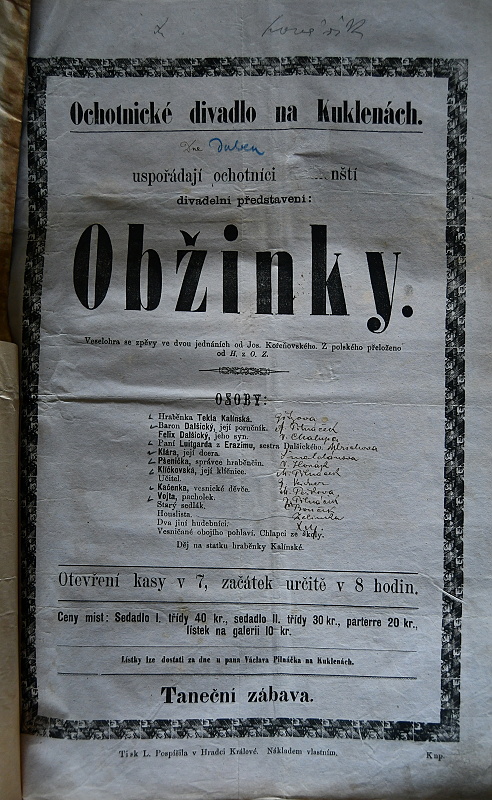 Ochotnické divadlo na Kuklenách.
Dne Duben
uspořádají ochotníci nští
divadelní představení:
Obžinky.
Veselohra se zpěvy ve dvou jednáních od Jos. Kořeňovského. Z polského přeloženo
od H. z O. Z.
OSOBY:
Hraběnka Tekla Kalinská.
Baron Dalšický, její poručník.
Felix Dalšický, jeho syn. Chalupa
Paní Luitgarda z Erazimu, sestra Dalšického.
Klára, její dcera.
Pšenička, správce hraběnčin.
Klíčkovská, její klíčnice.
Učitel.
Kačenka, vesnické děvče.
Vojta, pacholek.
Starý sedlák.
Houslista.
Dva jiní hudebníci.
Vesničané obojího pohlaví. Chlapci ze školy.
Děj na statku hraběnky Kalinské.
Otevření kasy v 7, začátek určitě v 8 hodin.
Ceny míst: Sedadlo I. třídy 40 kr., sedadlo II. třídy 30 kr., parterre 20 kr.,
lístek na galerii 10 kr.
Lístky lze dostati za dne u pana Václava Pilnáčka na Kuklenách.
Taneční zábava.
Tisk L. Pospíšila v Hradci Králové. Nákladem vlastním.